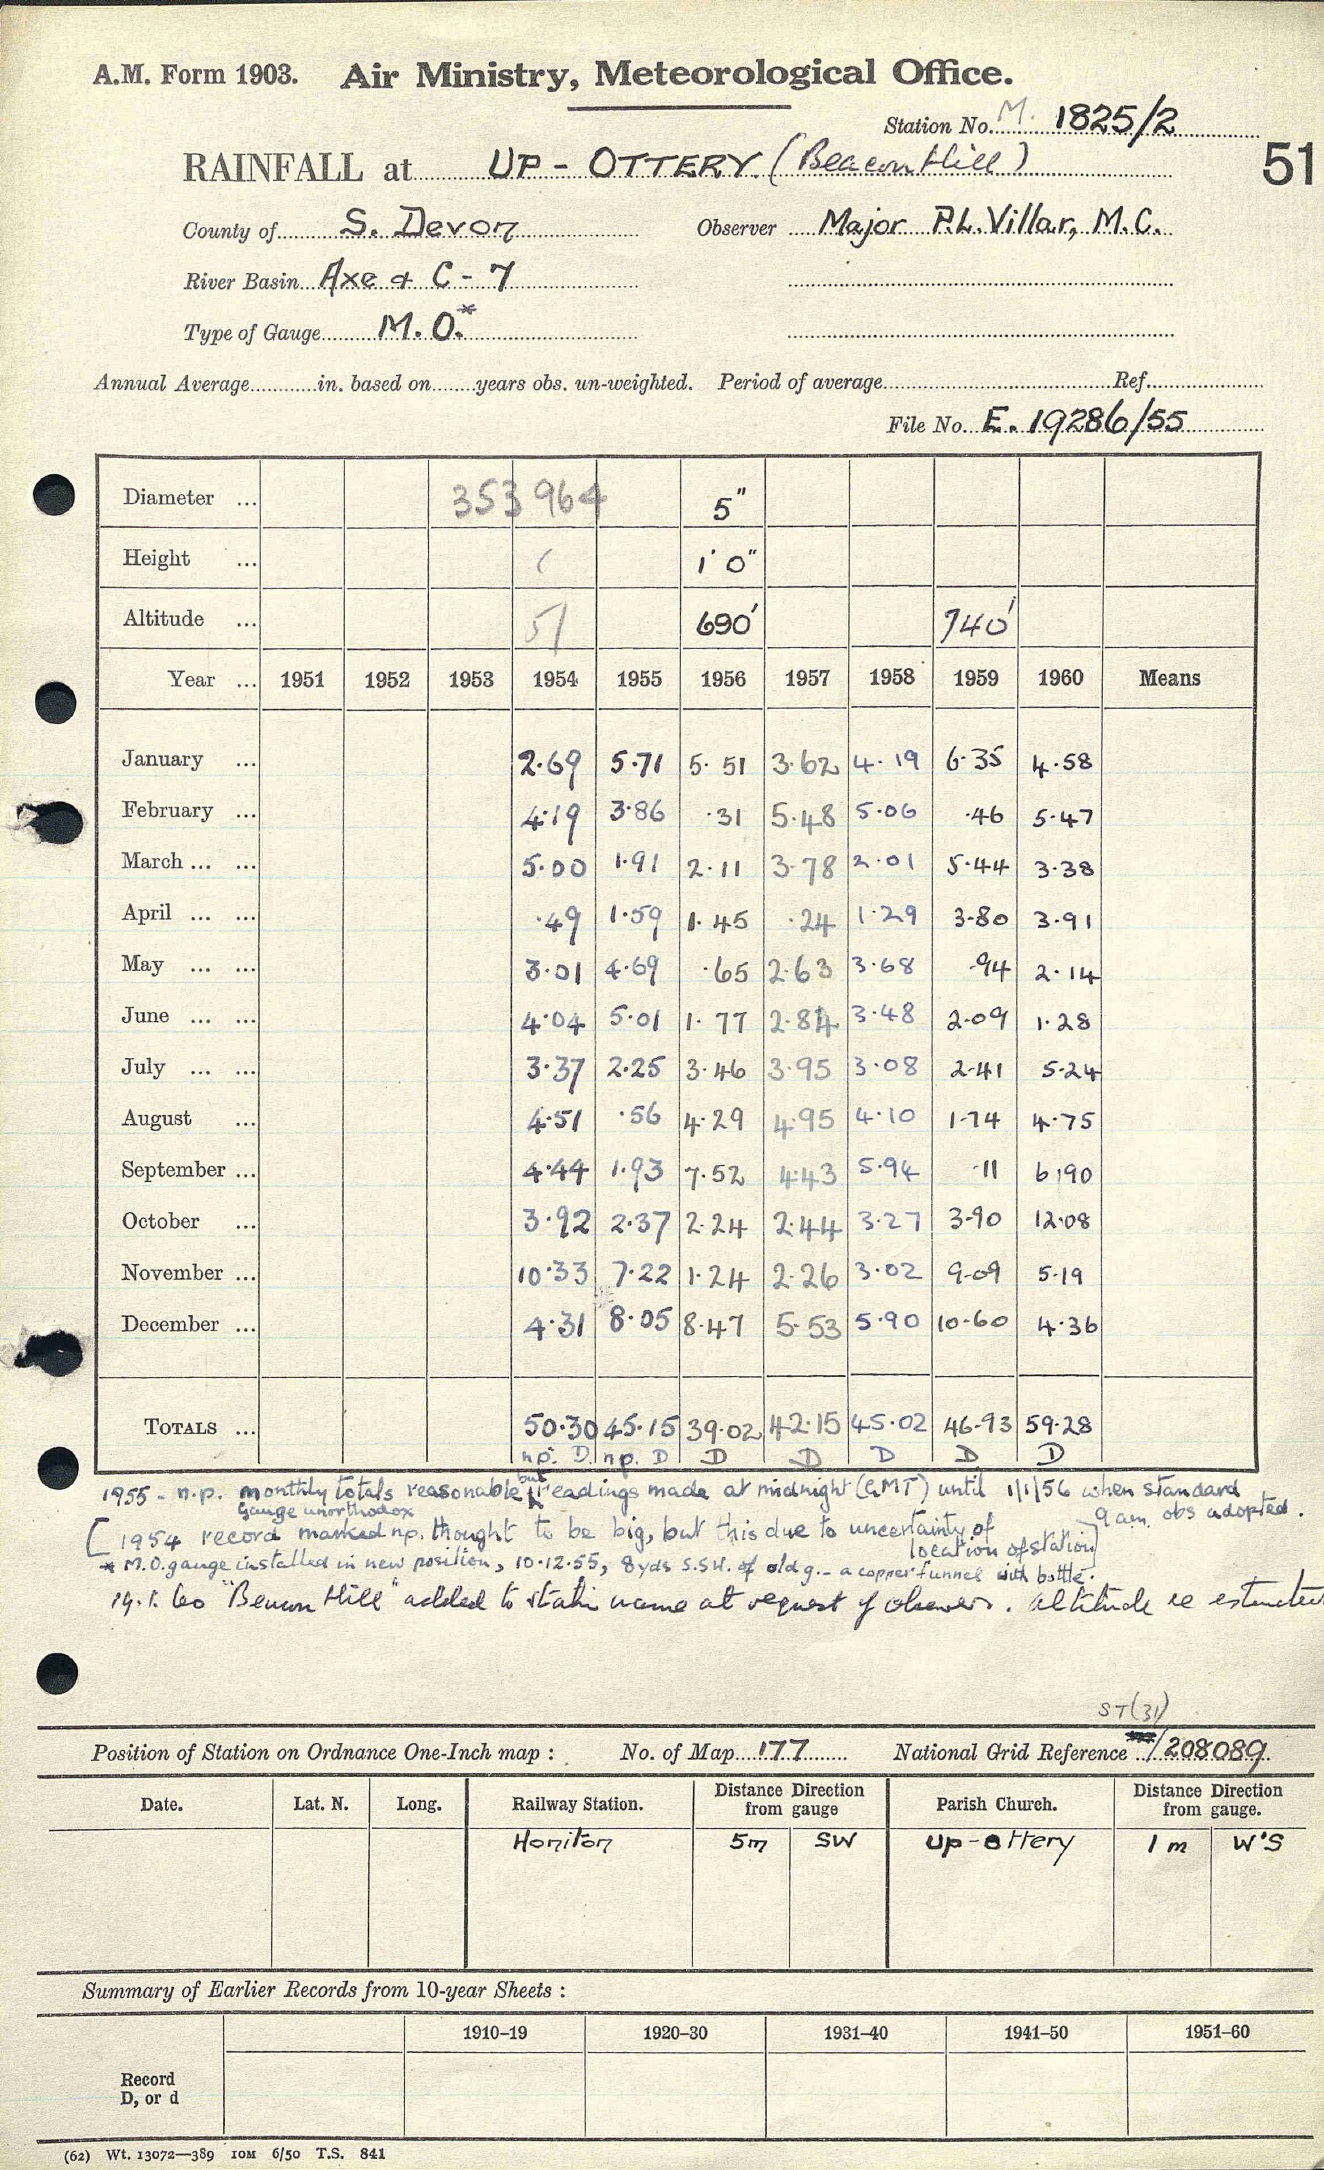 A.M. Form 1903. Air Ministry, Meteorological Office.
Station No. M. 1825/2
RAINFALL at UP-OTTERY (Beacon Hill)
51
County of S. Devon Observer Major P.L. Villar, M.C.
River Basin Axe & C-7
Type of Gauge M.O.*
Annual Average in. based on years obs. un-weighted. Period of average Ref.
File No. E. 19286/55
Diameter ... 353964 5"
Height ... 1' 0"
Altitude ... 51 690' 740'
Year ... 1951 1952 1953 1954 1955 1956 1957 1958 1959 1960 Means
January ... 2.69 5.71 5.51 3.62 4.19 6.35 4.58
February ... 4.19 3.86 .31 5.48 5.06 .46 5.47
March ... ... 5.00 1.91 2.11 3.78 2.01 5.44 3.38
April ... ... .49 1.59 1.45 .24 1.29 3.80 3.91
May ... ... 3.01 4.69 .65 2.63 3.68 .94 2.14
June ... ... 4.04 5.01 1.77 2.84 3.48 2.09 1.28
July ... ... 3.37 2.25 3.46 3.95 3.08 2.41 5.24
August ... 4.51 .56 4.29 4.95 4.10 1.74 4.75
September ... 4.44 1.93 7.52 4.43 5.94 .11 6.90
October ... 3.92 2.37 2.24 2.44 3.27 3.90 12.08
November ... 10.33 7.22 1.24 2.26 3.02 9.09 5.19
December ... 4.31 8.05 8.47 5.53 5.90 10.60 4.36
TOTALS ... 50.30 45.15 39.02 42.15 45.02 46.93 59.28
np. D np. D D D D D D
1955 - n.p. monthly totals reasonable but readings made at midnight (GMT) until 1/1/56 when standard
9 am. obs adopted.
Gauge unorthodox
[1954 record marked np. thought to be big, but this due to uncertainty of
location of station]
* M.O. gauge installed in new position, 10.12.55, 8 yds S.SW. of old g. - a copper funnel with bottle.
19.1.60 "Beacon Hill" added to station name at request of observer. Altitude re estimated
ST(31)
Position of Station on Ordnance One-Inch map : No. of Map 177 National Grid Reference /208089
Date. Lat. N. Long. Railway Station. Distance Direction from gauge Parish Church. Distance Direction from gauge.
Honiton 5m SW Up-ottery 1m W'S
Summary of Earlier Records from 10-year Sheets :
1910–19 1920–30 1931–40 1941–50 1951–60
Record
D, or d
(62) Wt. 13072—389 10M 6/50 T.S. 841